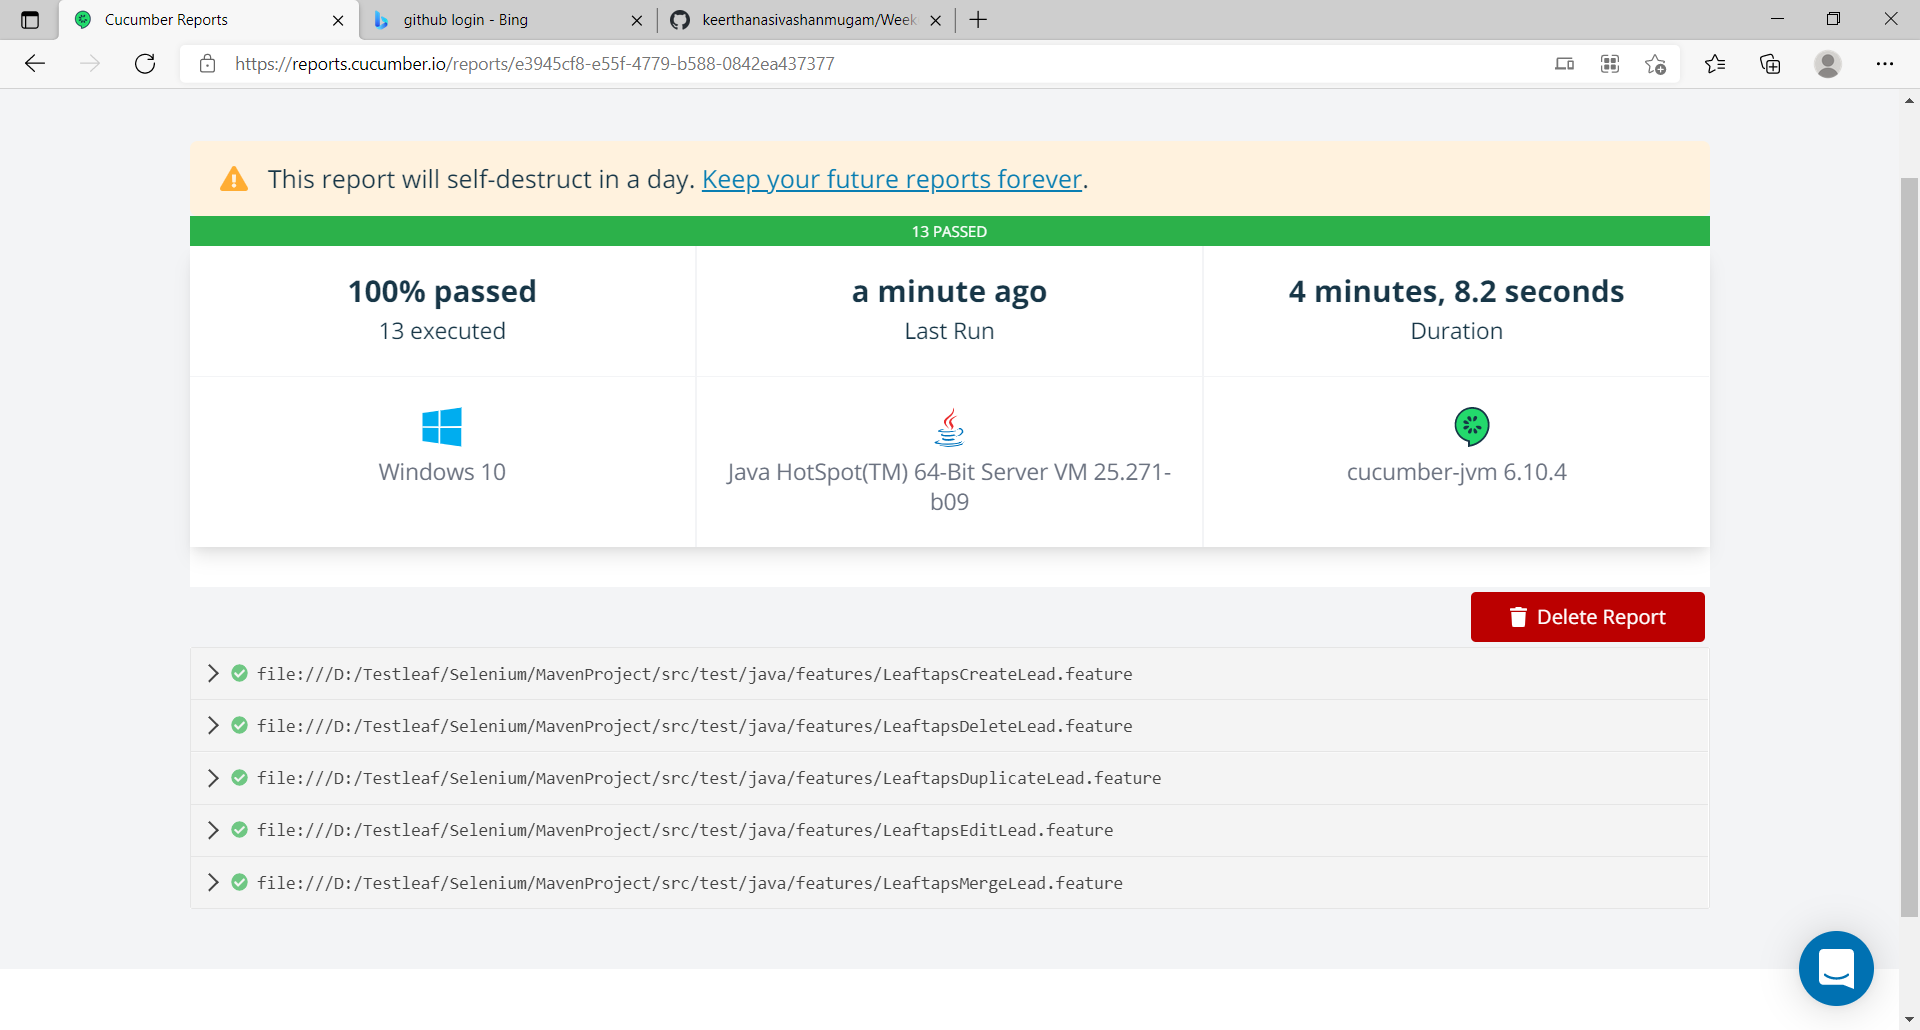 Cucumber Reports
github login - Bing
keerthanasivashanmugam/Week
https://reports.cucumber.io/reports/e3945cf8-e55f-4779-b588-0842ea437377
This report will self-destruct in a day. Keep your future reports forever.
13 PASSED
100% passed
13 executed
a minute ago
Last Run
4 minutes, 8.2 seconds
Duration
Windows 10
Java HotSpot(TM) 64-Bit Server VM 25.271-
b09
cucumber-jvm 6.10.4
Delete Report
file:///D:/Testleaf/Selenium/MavenProject/src/test/java/features/LeaftapsCreateLead.feature
file:///D:/Testleaf/Selenium/MavenProject/src/test/java/features/LeaftapsDeleteLead.feature
file:///D:/Testleaf/Selenium/MavenProject/src/test/java/features/LeaftapsDuplicateLead.feature
file:///D:/Testleaf/Selenium/MavenProject/src/test/java/features/LeaftapsEditLead.feature
file:///D:/Testleaf/Selenium/MavenProject/src/test/java/features/LeaftapsMergeLead.feature